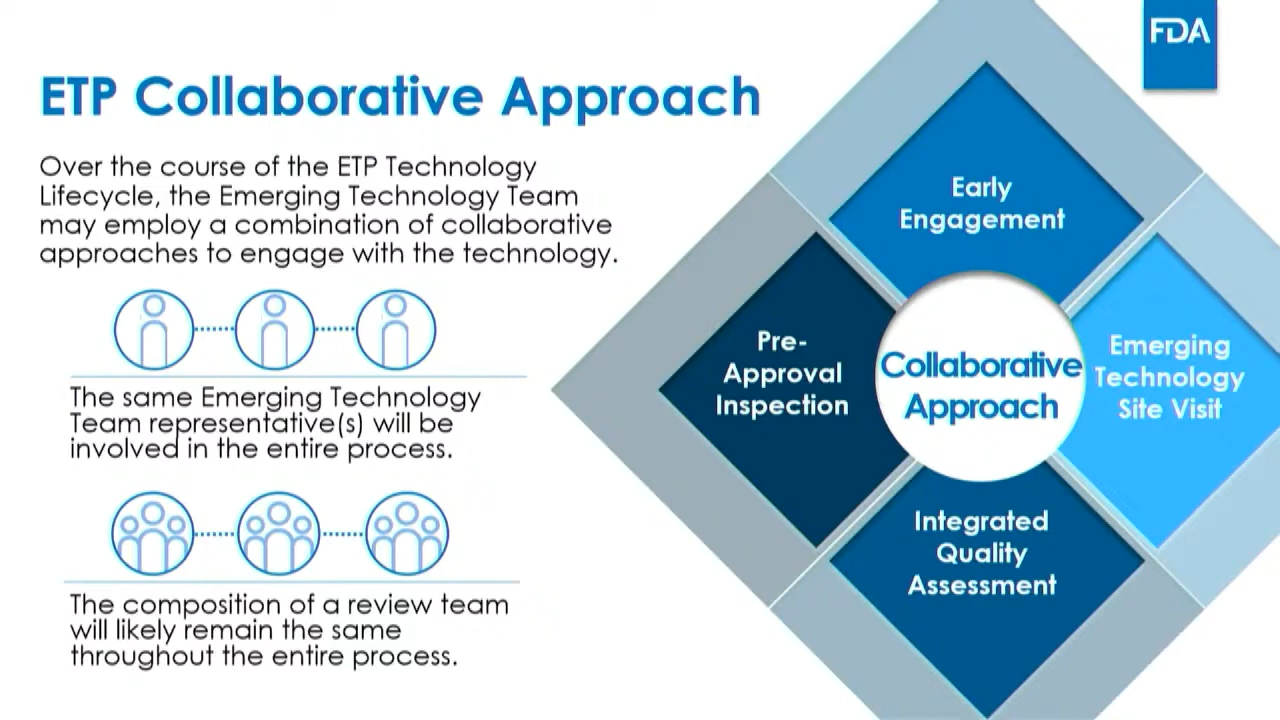 FDA
ETP Collaborative Approach
Over the course of the ETP Technology
Lifecycle, the Emerging Technology Team
may employ a combination of collaborative
approaches to engage with the technology.
The same Emerging Technology
Team representative(s) will be
involved in the entire process.
The composition of a review team
will likely remain the same
throughout the entire process.
Early
Engagement
Pre-
Approval
Inspection
Collaborative
Approach
Emerging
Technology
Site Visit
Integrated
Quality
Assessment